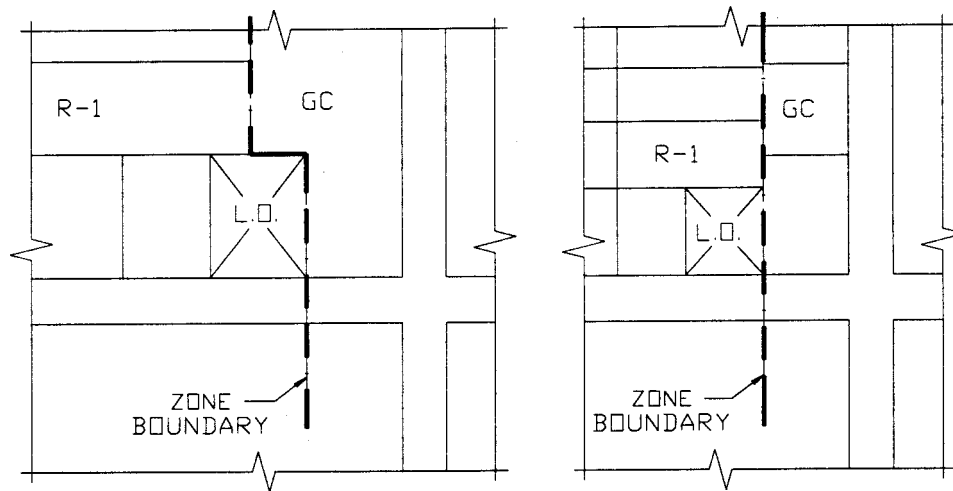 R-1
GC
L.O.
ZONE
BOUNDARY
GC
R-1
L.O.
ZONE
BOUNDARY